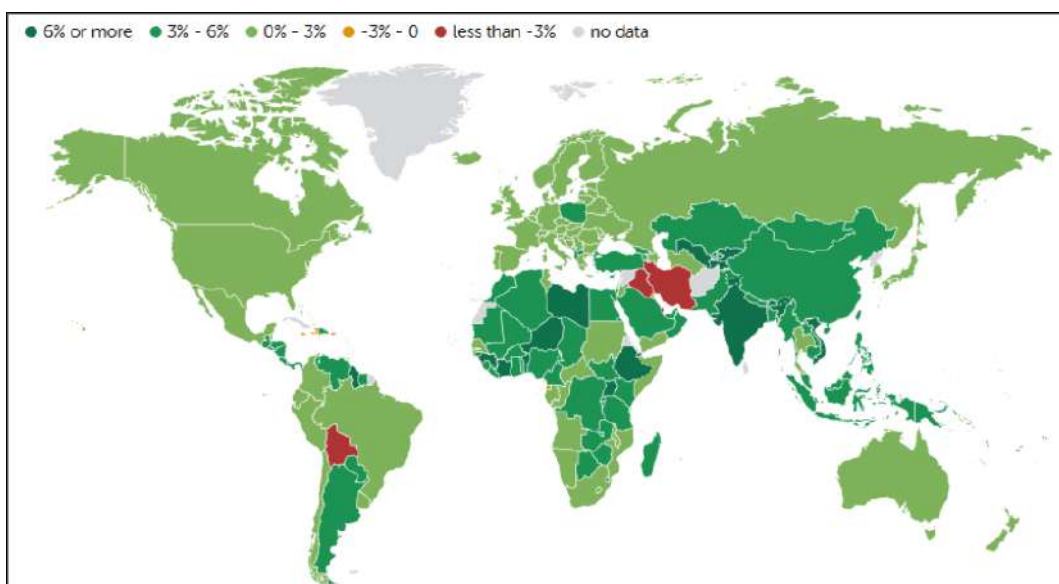 6% or more 3% - 6% 0% - 3% -3% - 0 less than -3% no data